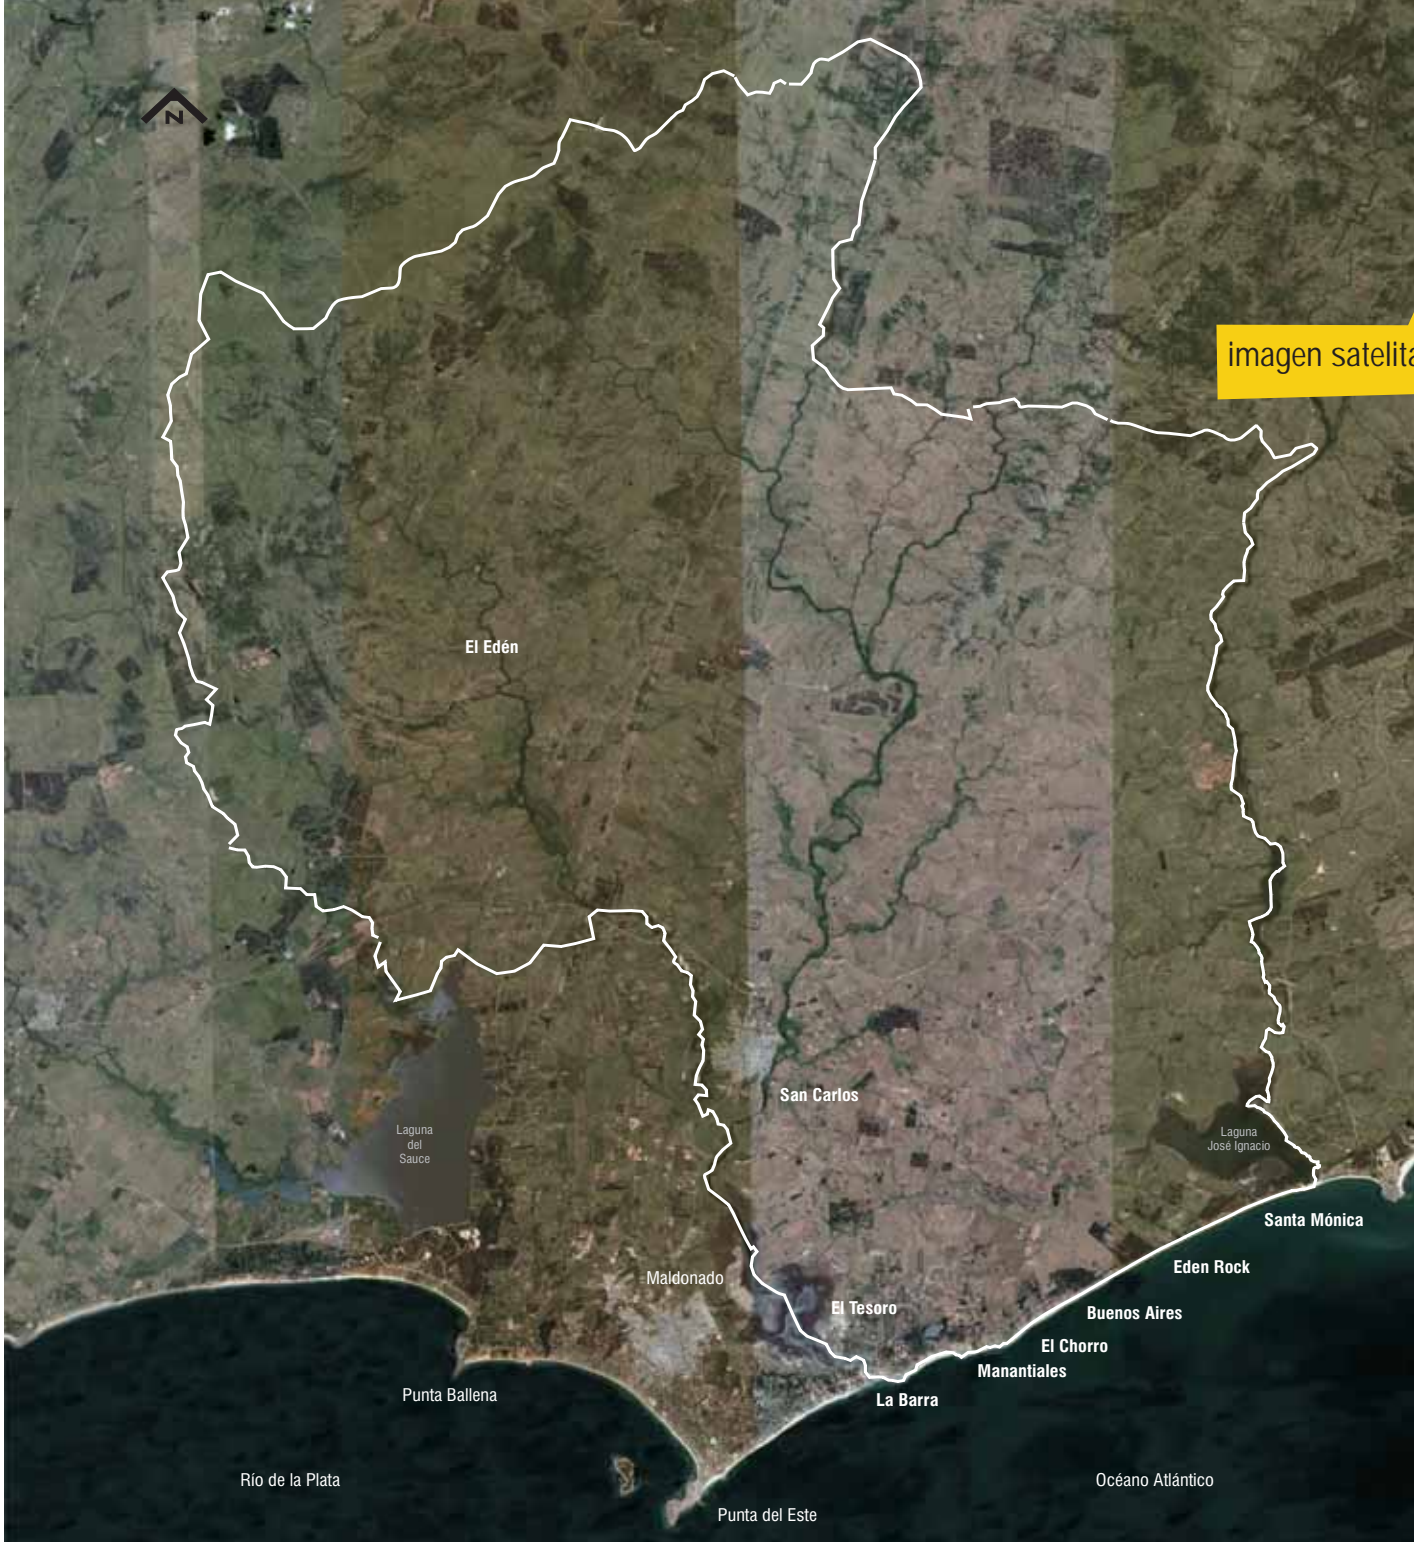 N
imagen satelita
El Edén
San Carlos
Laguna
del
Sauce
Laguna
José Ignacio
Santa Mónica
Eden Rock
Maldonado
El Tesoro
Buenos Aires
El Chorro
Manantiales
Punta Ballena
La Barra
Río de la Plata
Océano Atlántico
Punta del Este